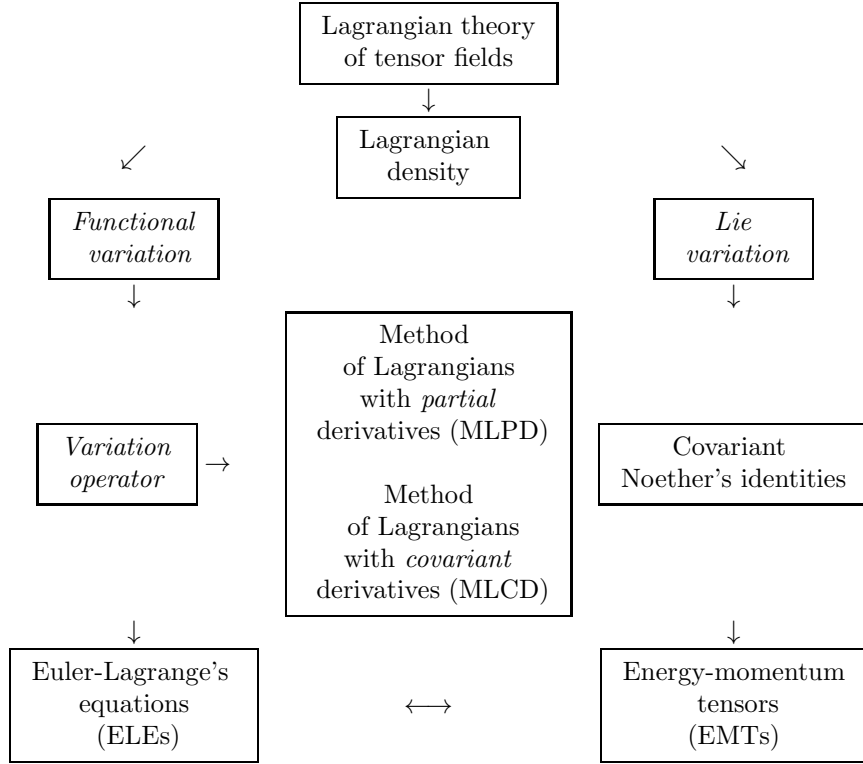 Lagrangian theory
of tensor fields
↓
Lagrangian
density
↙
↘
Functional
variation
Lie
variation
↓
↓
Method
of Lagrangians
with partial
derivatives (MLPD)
Method
of Lagrangians
with covariant
derivatives (MLCD)
Variation
operator
→
Covariant
Noether's identities
↓
↓
Euler-Lagrange's
equations
(ELEs)
⟷
Energy-momentum
tensors
(EMTs)